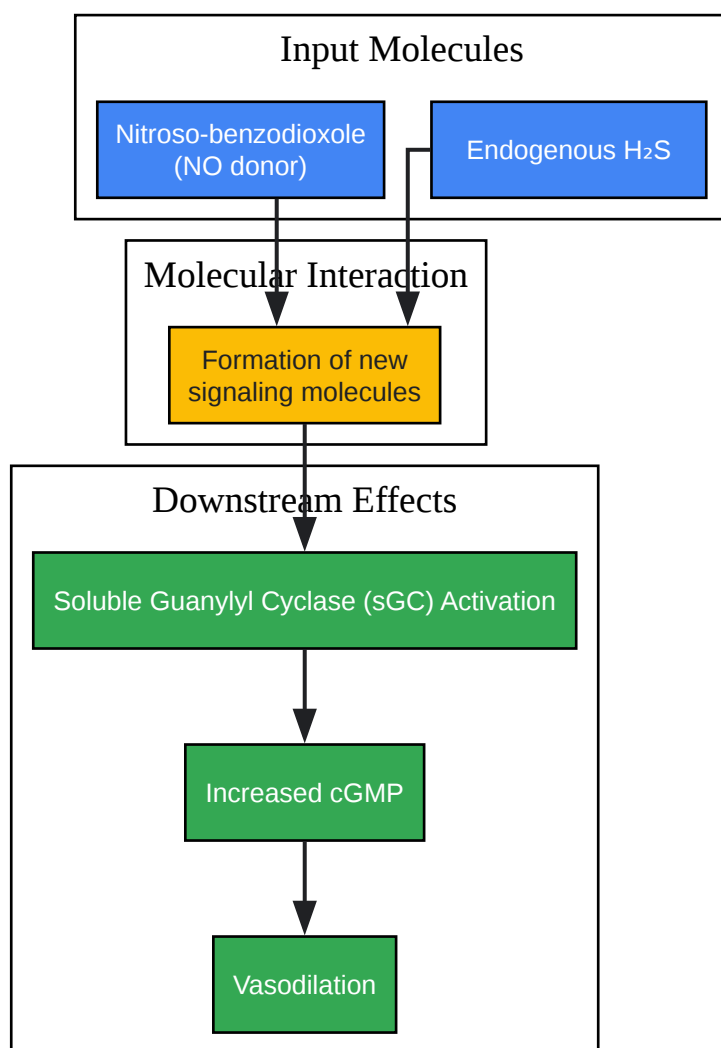 Input Molecules
Nitroso-benzodioxole
(NO donor)
Endogenous H₂S
Molecular Interaction
Formation of new
signaling molecules
Downstream Effects
Soluble Guanylyl Cyclase (sGC) Activation
Increased cGMP
Vasodilation